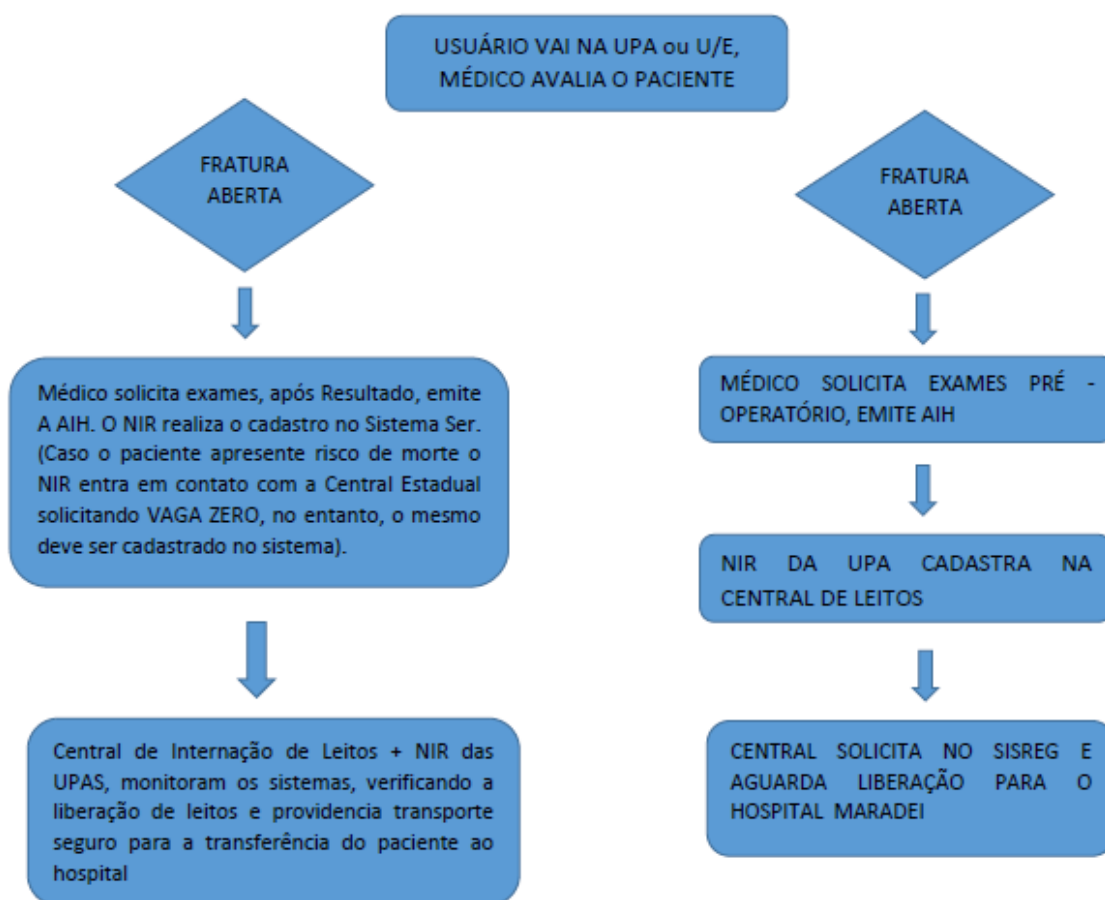 USUÁRIO VAI NA UPA ou U/E,
MÉDICO AVALIA O PACIENTE
FRATURA
ABERTA
Médico solicita exames, após Resultado, emite
A AIH. O NIR realiza o cadastro no Sistema Ser.
(Caso o paciente apresente risco de morte o
NIR entra em contato com a Central Estadual
solicitando VAGA ZERO, no entanto, o mesmo
deve ser cadastrado no sistema).
Central de Internação de Leitos + NIR das
UPAS, monitoram os sistemas, verificando a
liberação de leitos e providencia transporte
seguro para a transferência do paciente ao
hospital
FRATURA
ABERTA
MÉDICO SOLICITA EXAMES PRÉ -
OPERATÓRIO, EMITE AIH
NIR DA UPA CADASTRA NA
CENTRAL DE LEITOS
CENTRAL SOLICITA NO SISREG E
AGUARDA LIBERAÇÃO PARA O
HOSPITAL MARADEI